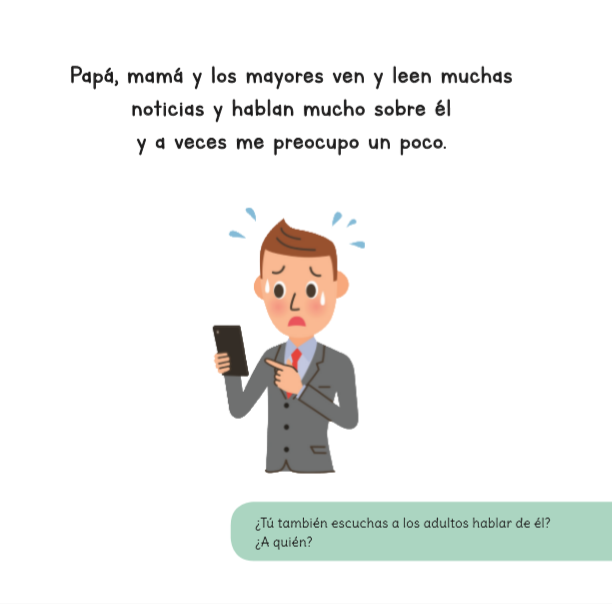 Papá, mamá y los mayores ven y leen muchas
noticias y hablan mucho sobre él
y a veces me preocupo un poco.
¿Tú también escuchas a los adultos hablar de él?
¿A quién?